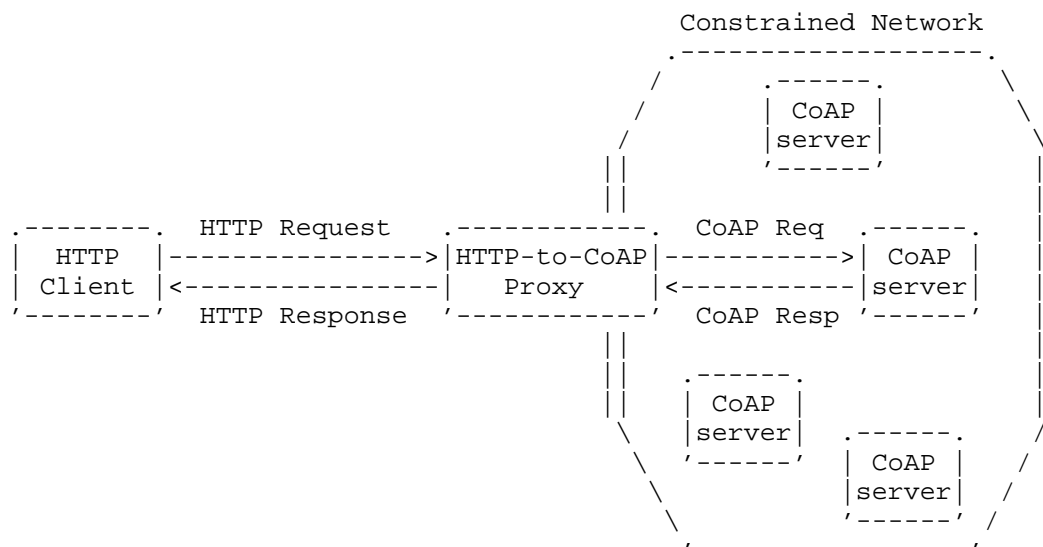 Constrained Network
CoAP
server
HTTP Request
CoAP Req
HTTP
Client
HTTP-to-CoAP
Proxy
CoAP
server
HTTP Response
CoAP Resp
CoAP
server
CoAP
server